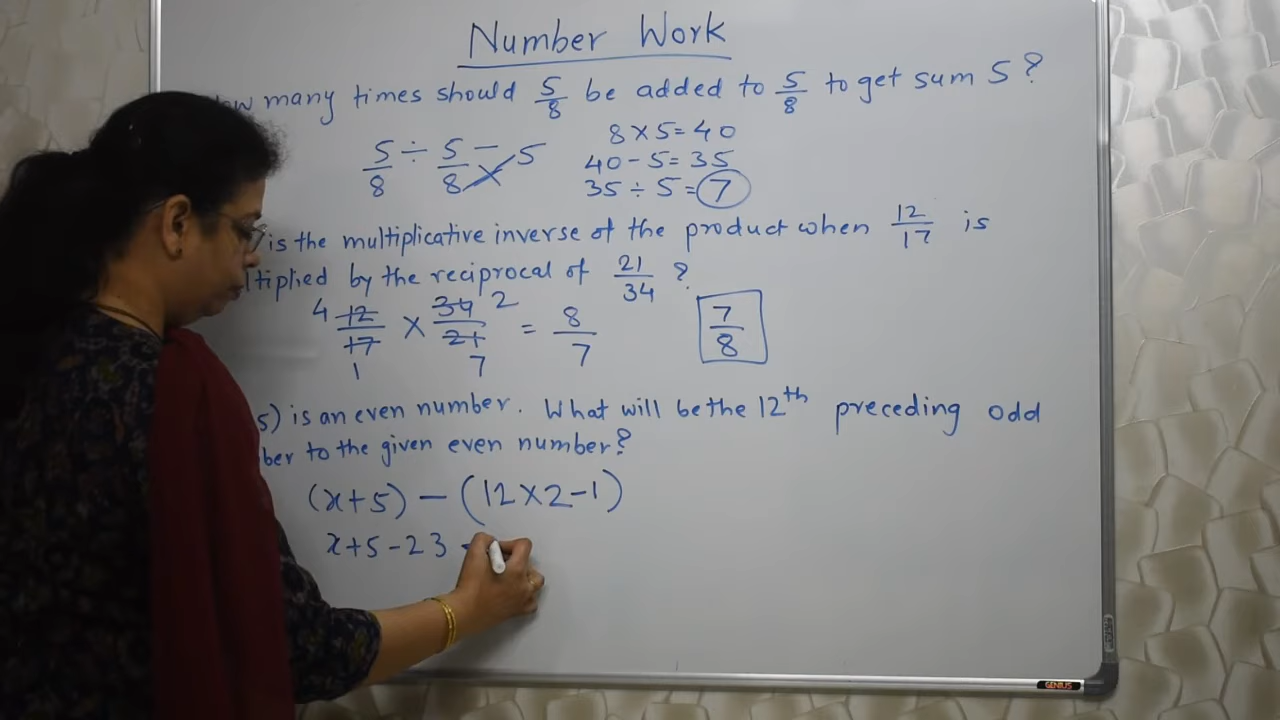 Number Work
many times should 5/8 be added to 5/8 to get sum 5?
5/8 ÷ 5/8 = 5
8 × 5 = 40
40 - 5 = 35
35 ÷ 5 = 7
is the multiplicative inverse of the product when 12/17 is
by the reciprocal of 21/34 ?
4 12/17 1 × 34/21 2 7 = 8/7
7/8
5) is an even number. What will be the 12th preceding odd
to the given even number?
(x+5) - (12×2-1)
x+5-23
GENIUS